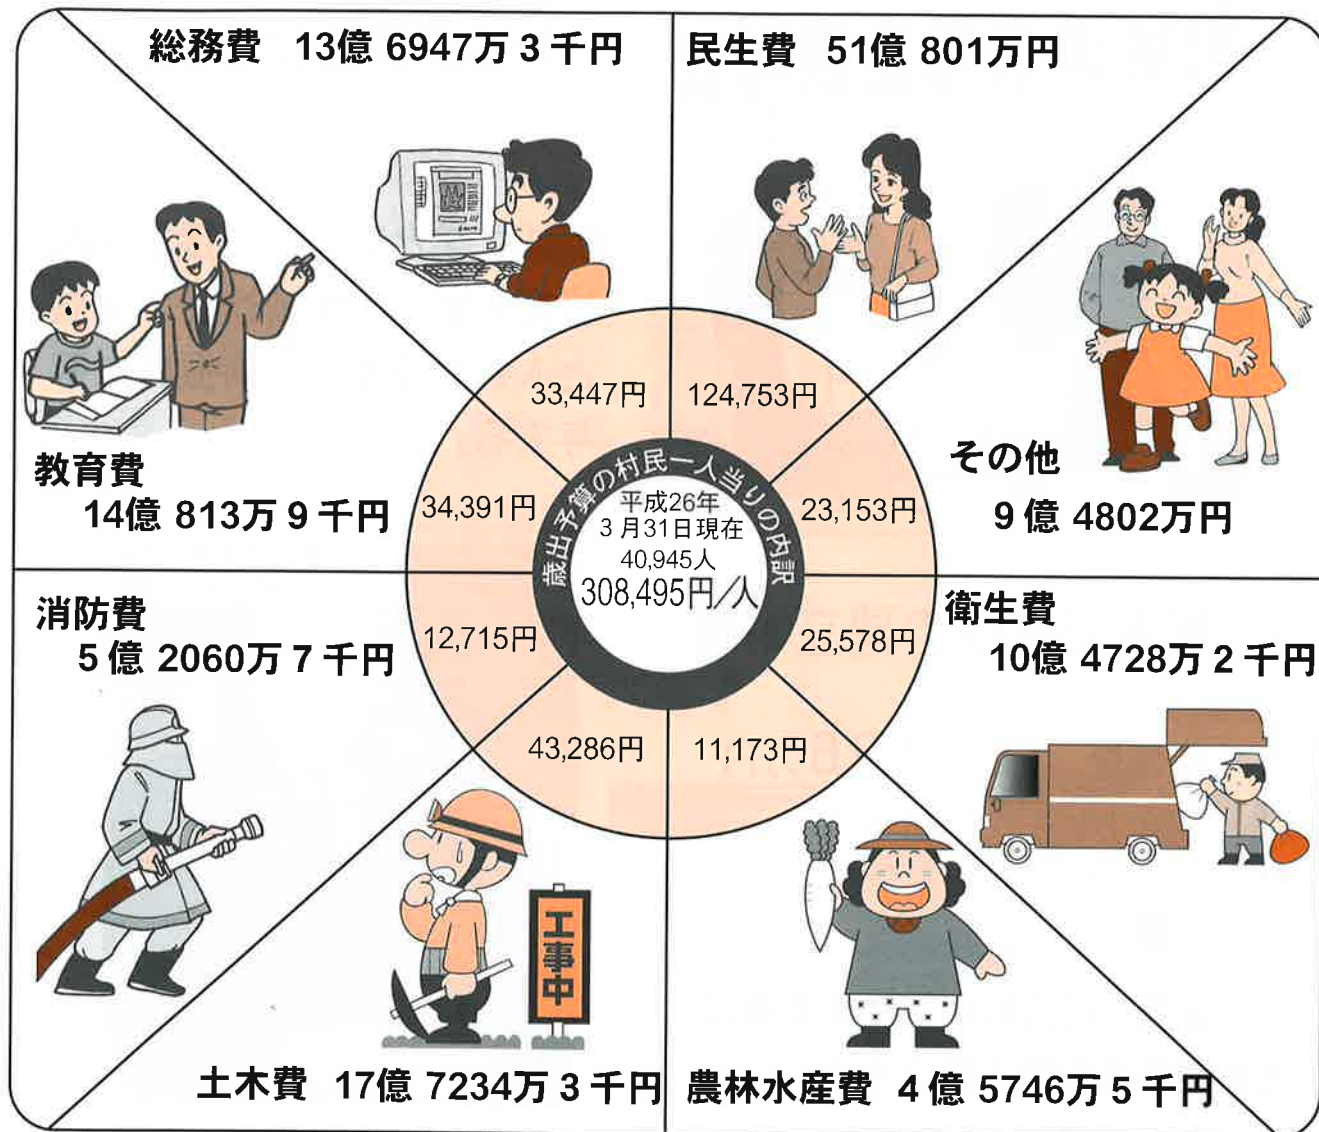 総務費 13億 6947万3千円
民生費 51億 801万円
教育費
14億 813万9千円
その他
9億 4802万円
消防費
5億 2060万7千円
衛生費
10億 4728万2千円
土木費 17億 7234万3千円
農林水産費 4億 5746万5千円
工事中
33,447円
124,753円
34,391円
23,153円
12,715円
25,578円
43,286円
11,173円
歳出予算の村民一人当りの内訳
平成26年
3月31日現在
40,945人
308,495円/人